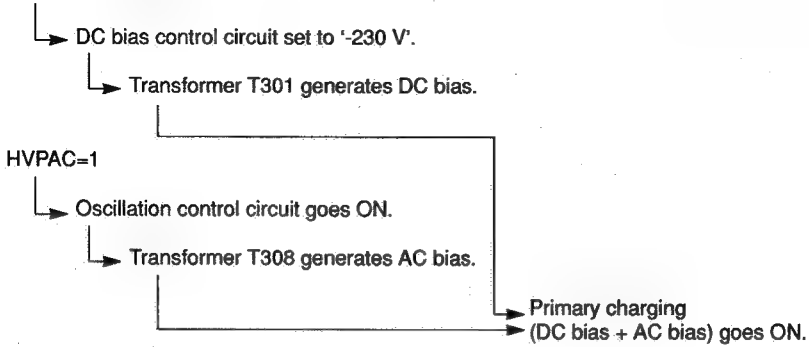 DC bias control circuit set to ‘-230 V’.
Transformer T301 generates DC bias.
HVPAC=1
Oscillation control circuit goes ON.
Transformer T308 generates AC bias.
Primary charging
(DC bias + AC bias) goes ON.